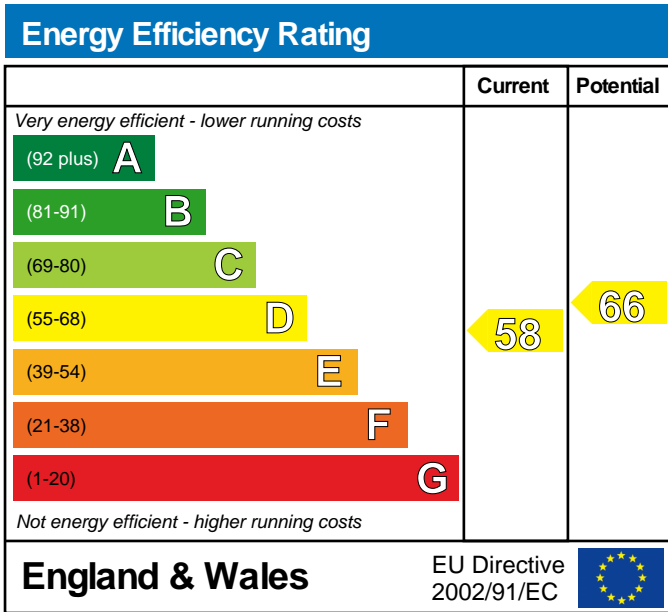 Energy Efficiency Rating
Current Potential
Very energy efficient - lower running costs
(92 plus) A
(81-91) B
(69-80) C
(55-68) D
58 66
(39-54) E
(21-38) F
(1-20) G
Not energy efficient - higher running costs
England & Wales
EU Directive
2002/91/EC